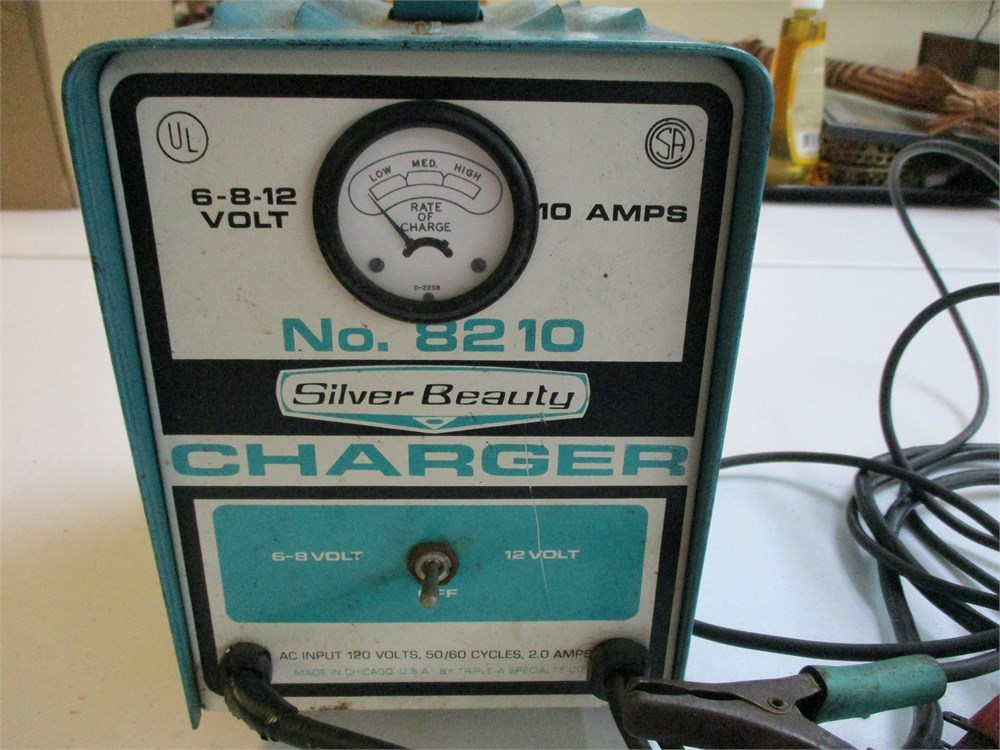 UL
CSA
6-8-12
VOLT
LOW MED. HIGH
RATE
OF
CHARGE
D-2258
10 AMPS
No. 8210
Silver Beauty
CHARGER
6-8 VOLT
12 VOLT
OFF
AC INPUT 120 VOLTS, 50/60 CYCLES, 2.0 AMPS
MADE IN CHICAGO, U.S.A. BY TRIPLE-A SPECIALTY CO